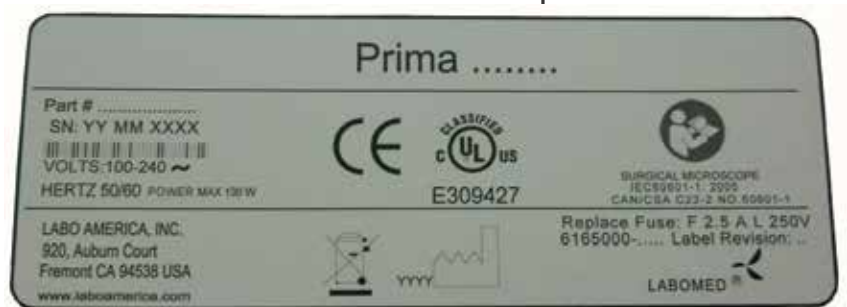 Prima ........
Part # ....................
SN: YY MM XXXX
VOLTS:100-240 ~
HERTZ 50/60 POWER MAX 130 W
CE
CLASSIFIED
C UL US
E309427
SURGICAL MICROSCOPE
IEC60601-1: 2005
CAN/CSA C22-2 NO.60601-1
LABO AMERICA, INC.
920, Auburn Court
Fremont CA 94538 USA
www.laboamerica.com
YYYY
Replace Fuse: F 2.5 A L 250V
6165000-..... Label Revision: ..
LABOMED ®